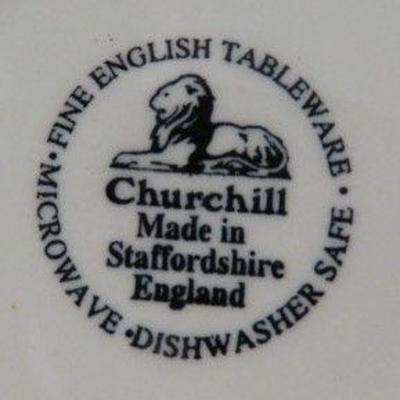 · FINE ENGLISH TABLEWARE ·
MICROWAVE · DISHWASHER SAFE
Churchill
Made in
Staffordshire
England